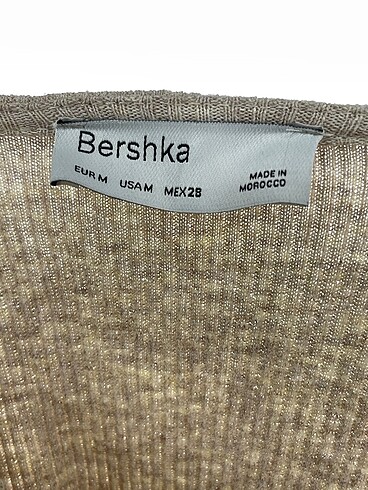 Bershka
EUR M USA M MEX 28
MADE IN
MOROCCO